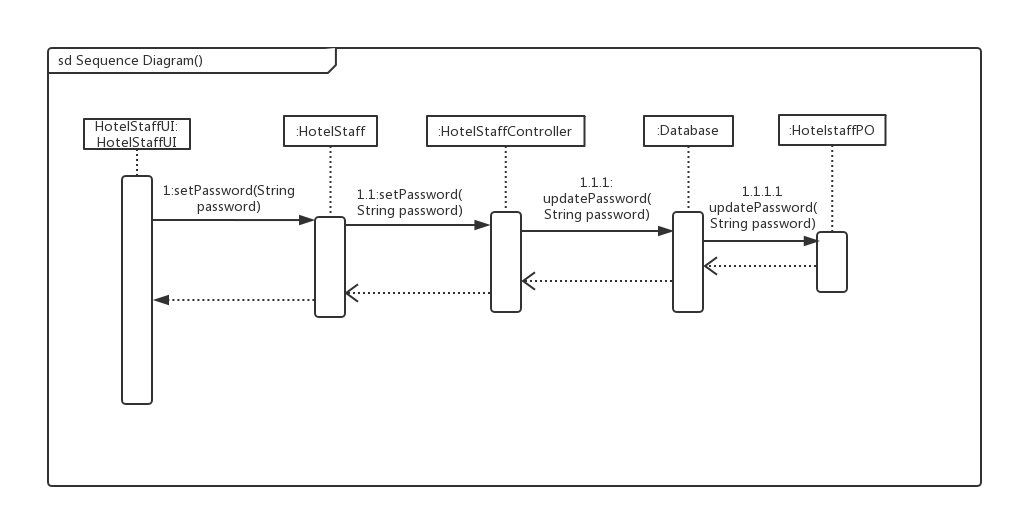 sd Sequence Diagram()
HotelStaffUI:
HotelStaffUI
:HotelStaff
:HotelStaffController
:Database
:HotelstaffPO
1:setPassword(String
password)
1.1:setPassword(
String password)
1.1.1:
updatePassword(
String password)
1.1.1.1
updatePassword(
String password)